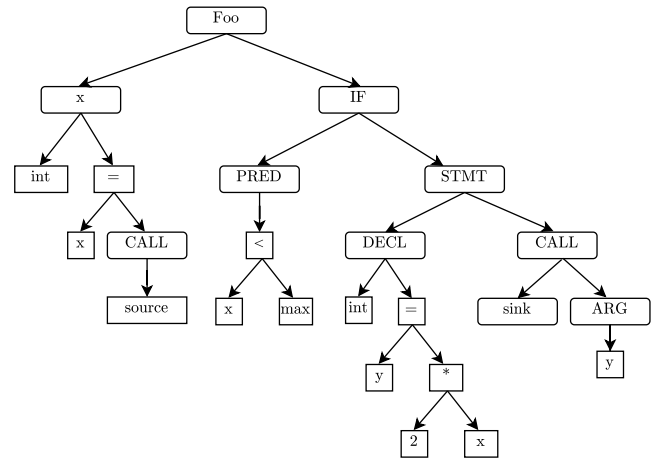 Foo
x IF
int = PRED STMT
x CALL < DECL CALL
source x max int = sink ARG
y * y
2 x